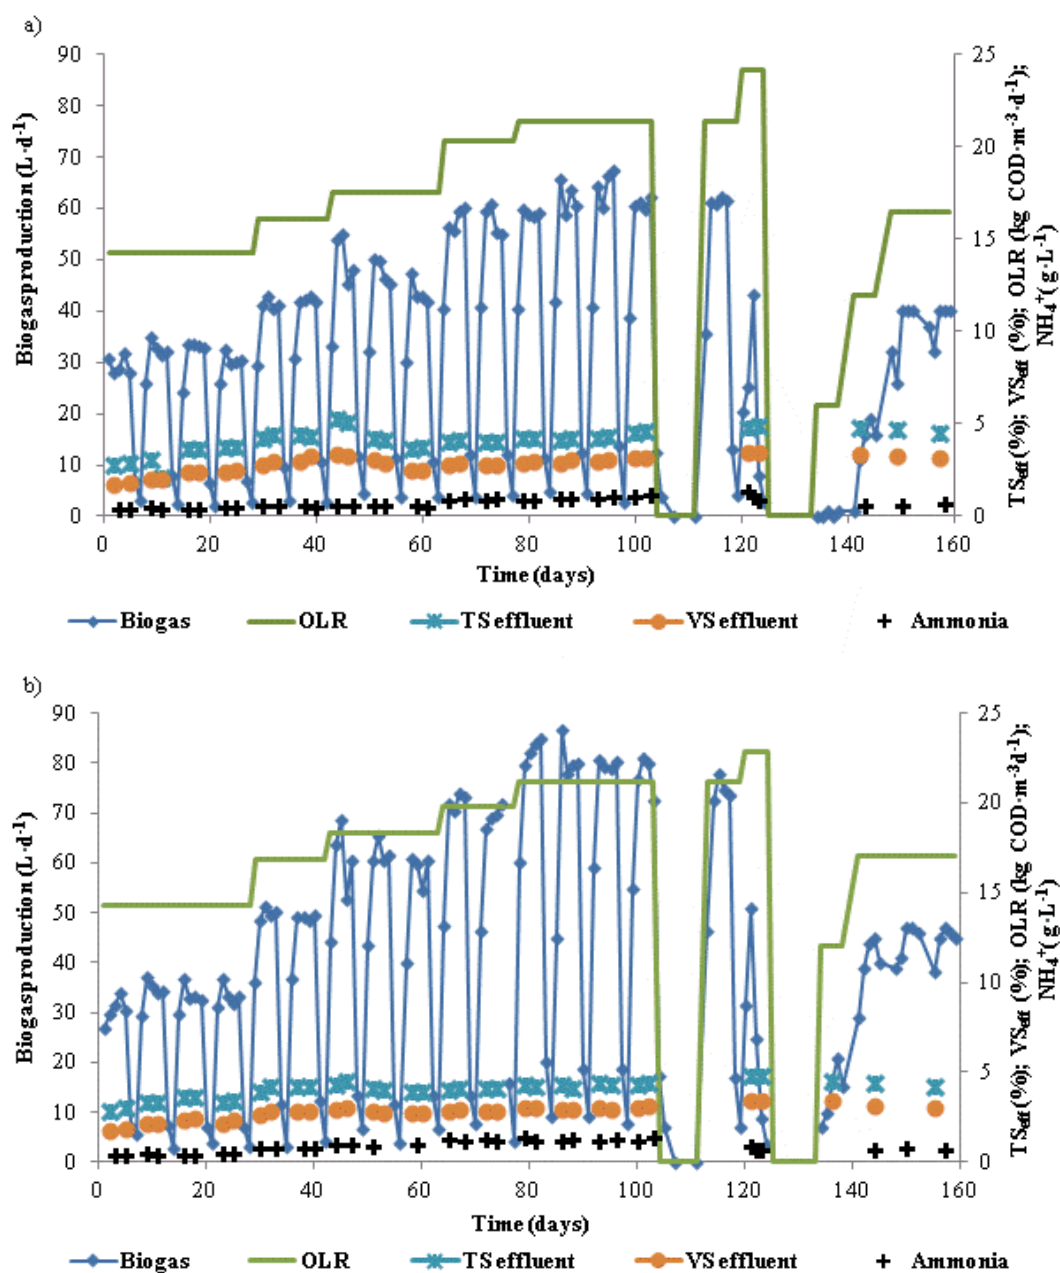 a)
Biogasproduction (L·d-1)
90
80
70
60
50
40
30
20
10
0
0 20 40 60 80 100 120 140 160
Time (days)
25
20
15
10
5
0
TSeff (%); VSeff (%); OLR (kg COD·m-3·d-1);
NH4+ (g·L-1)
Biogas OLR TS effluent VS effluent Ammonia
b)
Biogasproduction (L·d-1)
90
80
70
60
50
40
30
20
10
0
0 20 40 60 80 100 120 140 160
Time (days)
25
20
15
10
5
0
TSeff (%); VSeff (%); OLR (kg COD·m-3d-1);
NH4+ (g·L-1)
Biogas OLR TS effluent VS effluent Ammonia